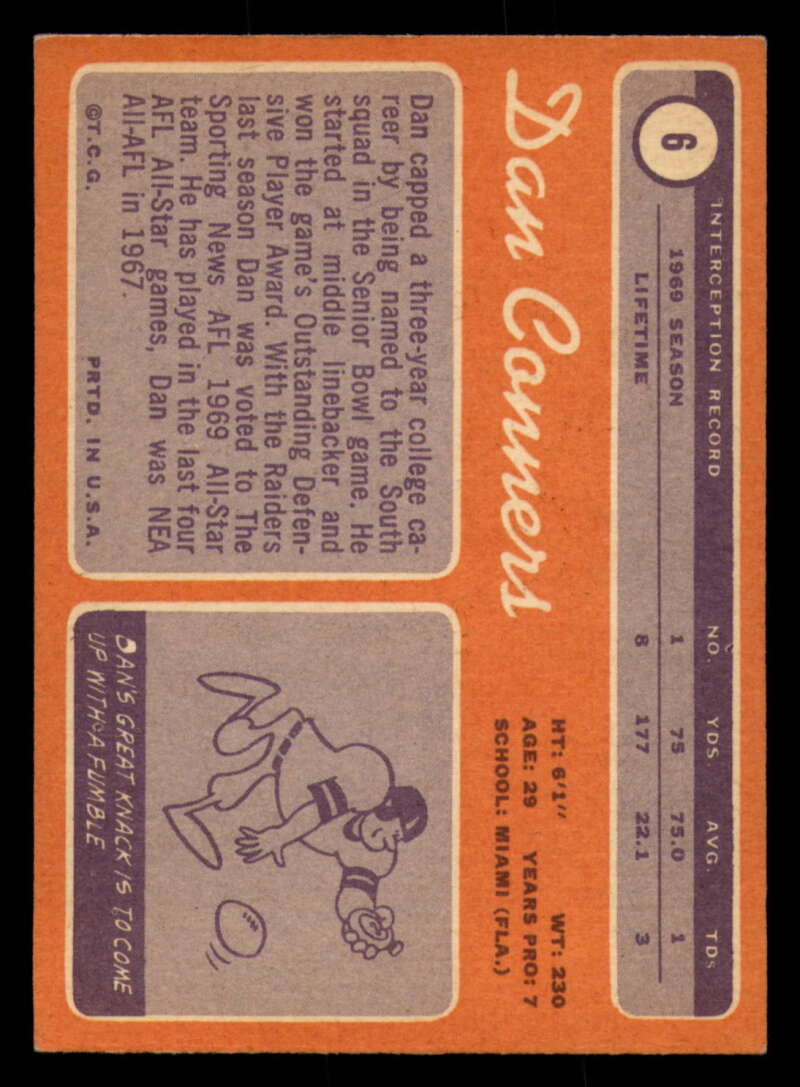 6
INTERCEPTION RECORD NO. YDS AVG. TDS
1969 SEASON 1 75 75.0 1
LIFETIME 8 177 22.1 3
Dan Conners
HT: 6'1" WT: 230
AGE: 29 YEARS PRO: 7
SCHOOL: MIAMI (FLA.)
Dan capped a three-year college ca-
reer by being named to the South
squad in the Senior Bowl game. He
started at middle linebacker and
won the game's Outstanding Defen-
sive Player Award. With the Raiders
last season Dan was voted to The
Sporting News AFL 1969 All-Star
team. He has played in the last four
AFL All-Star games, Dan was NEA
All-AFL in 1967.
©T.C.G. PRTD. IN U.S.A.
DAN'S GREAT KNACK IS TO COME
UP WITH A FUMBLE